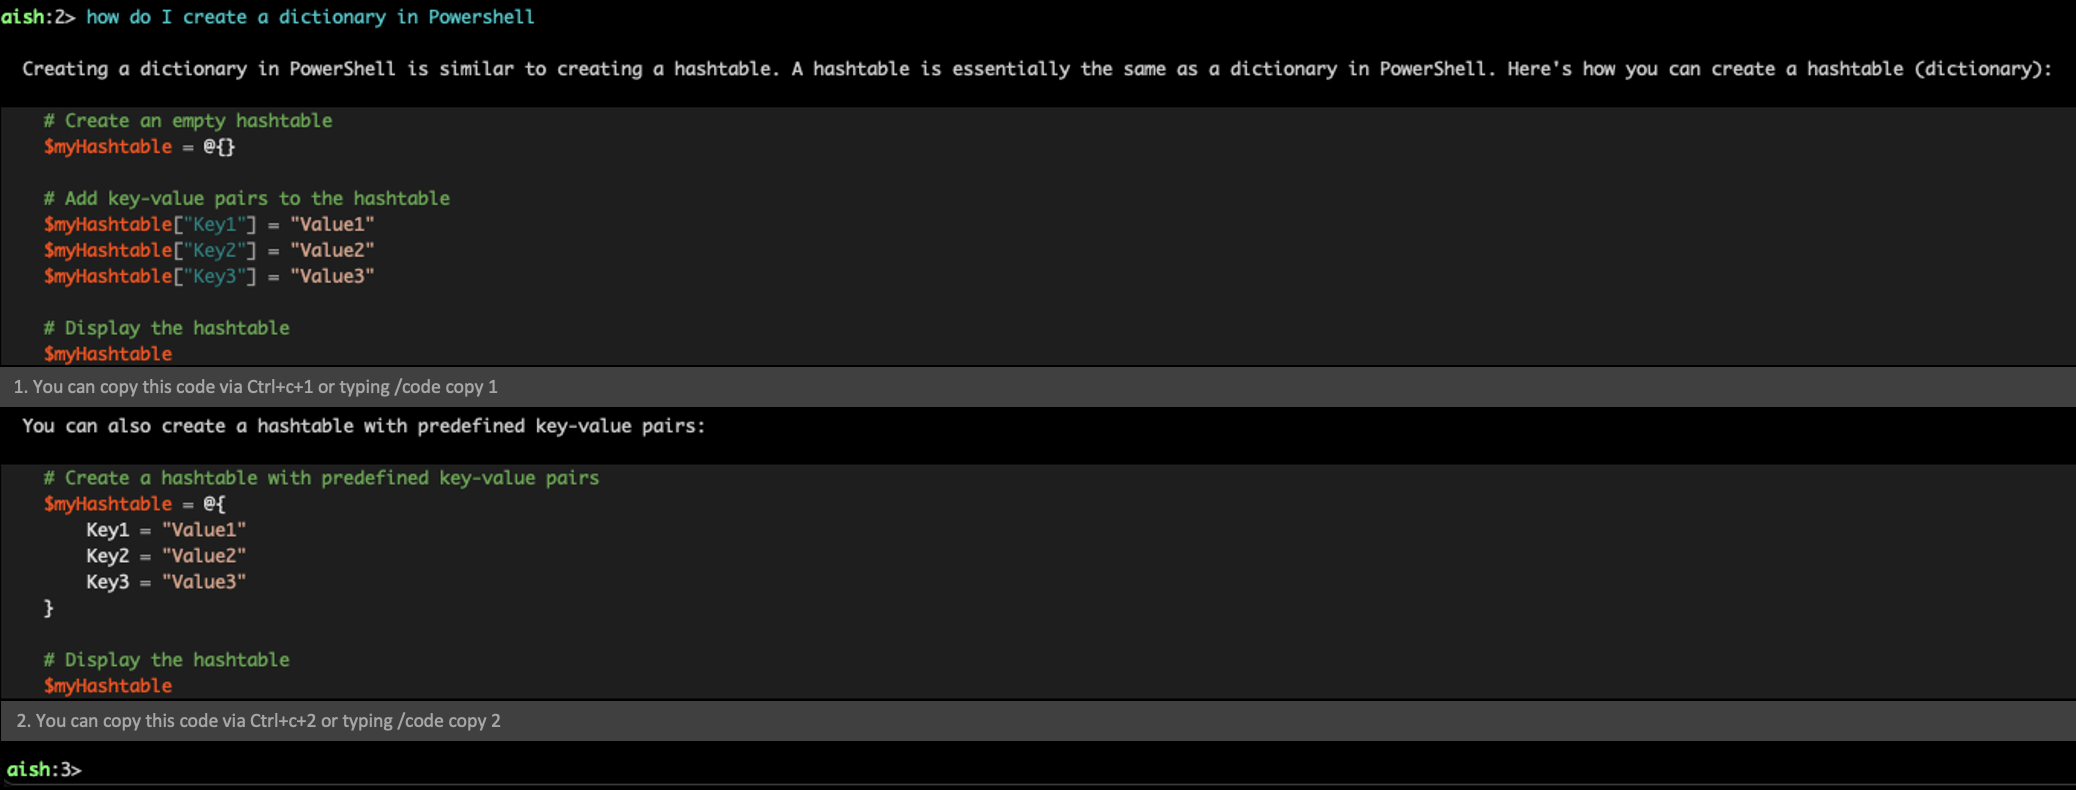 aish:2> how do I create a dictionary in Powershell
Creating a dictionary in PowerShell is similar to creating a hashtable. A hashtable is essentially the same as a dictionary in PowerShell. Here's how you can create a hashtable (dictionary):
# Create an empty hashtable
$myHashtable = @{}
# Add key-value pairs to the hashtable
$myHashtable["Key1"] = "Value1"
$myHashtable["Key2"] = "Value2"
$myHashtable["Key3"] = "Value3"
# Display the hashtable
$myHashtable
1. You can copy this code via Ctrl+c+1 or typing /code copy 1
You can also create a hashtable with predefined key-value pairs:
# Create a hashtable with predefined key-value pairs
$myHashtable = @{
Key1 = "Value1"
Key2 = "Value2"
Key3 = "Value3"
}
# Display the hashtable
$myHashtable
2. You can copy this code via Ctrl+c+2 or typing /code copy 2
aish:3>